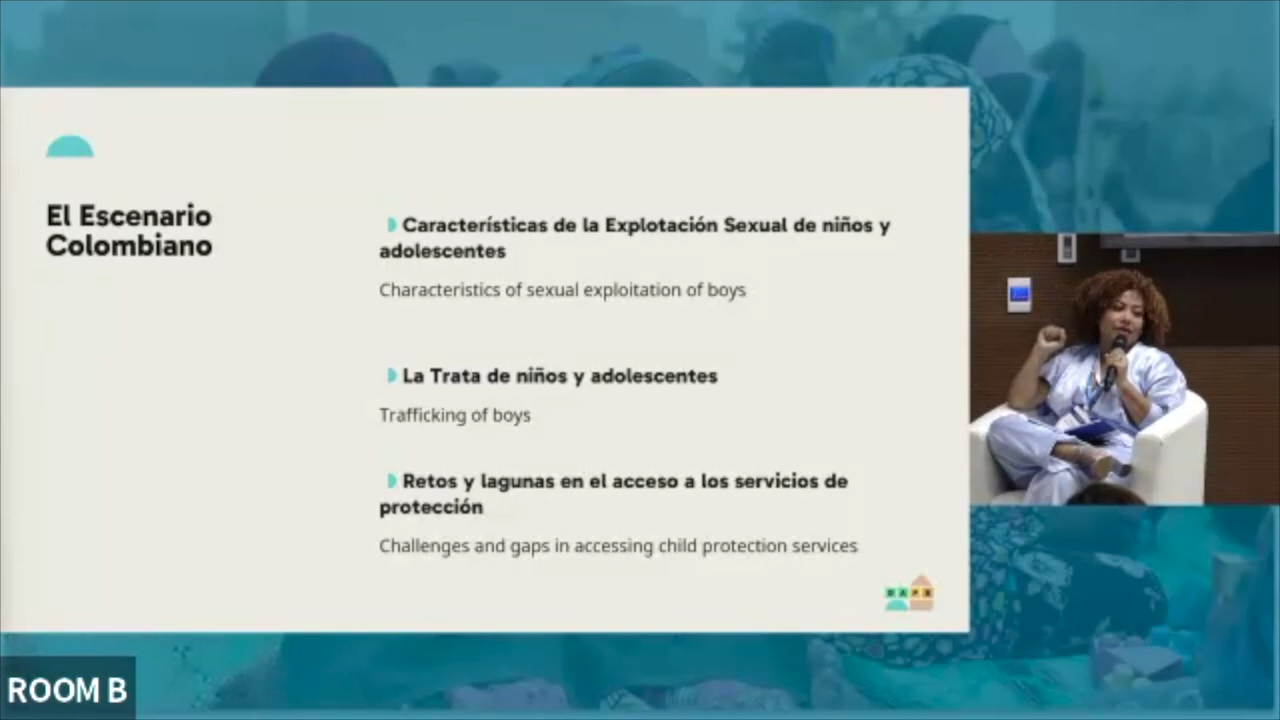 El Escenario
Colombiano
Características de la Explotación Sexual de niños y
adolescentes
Characteristics of sexual exploitation of boys
La Trata de niños y adolescentes
Trafficking of boys
Retos y lagunas en el acceso a los servicios de
protección
Challenges and gaps in accessing child protection services
ROOM B